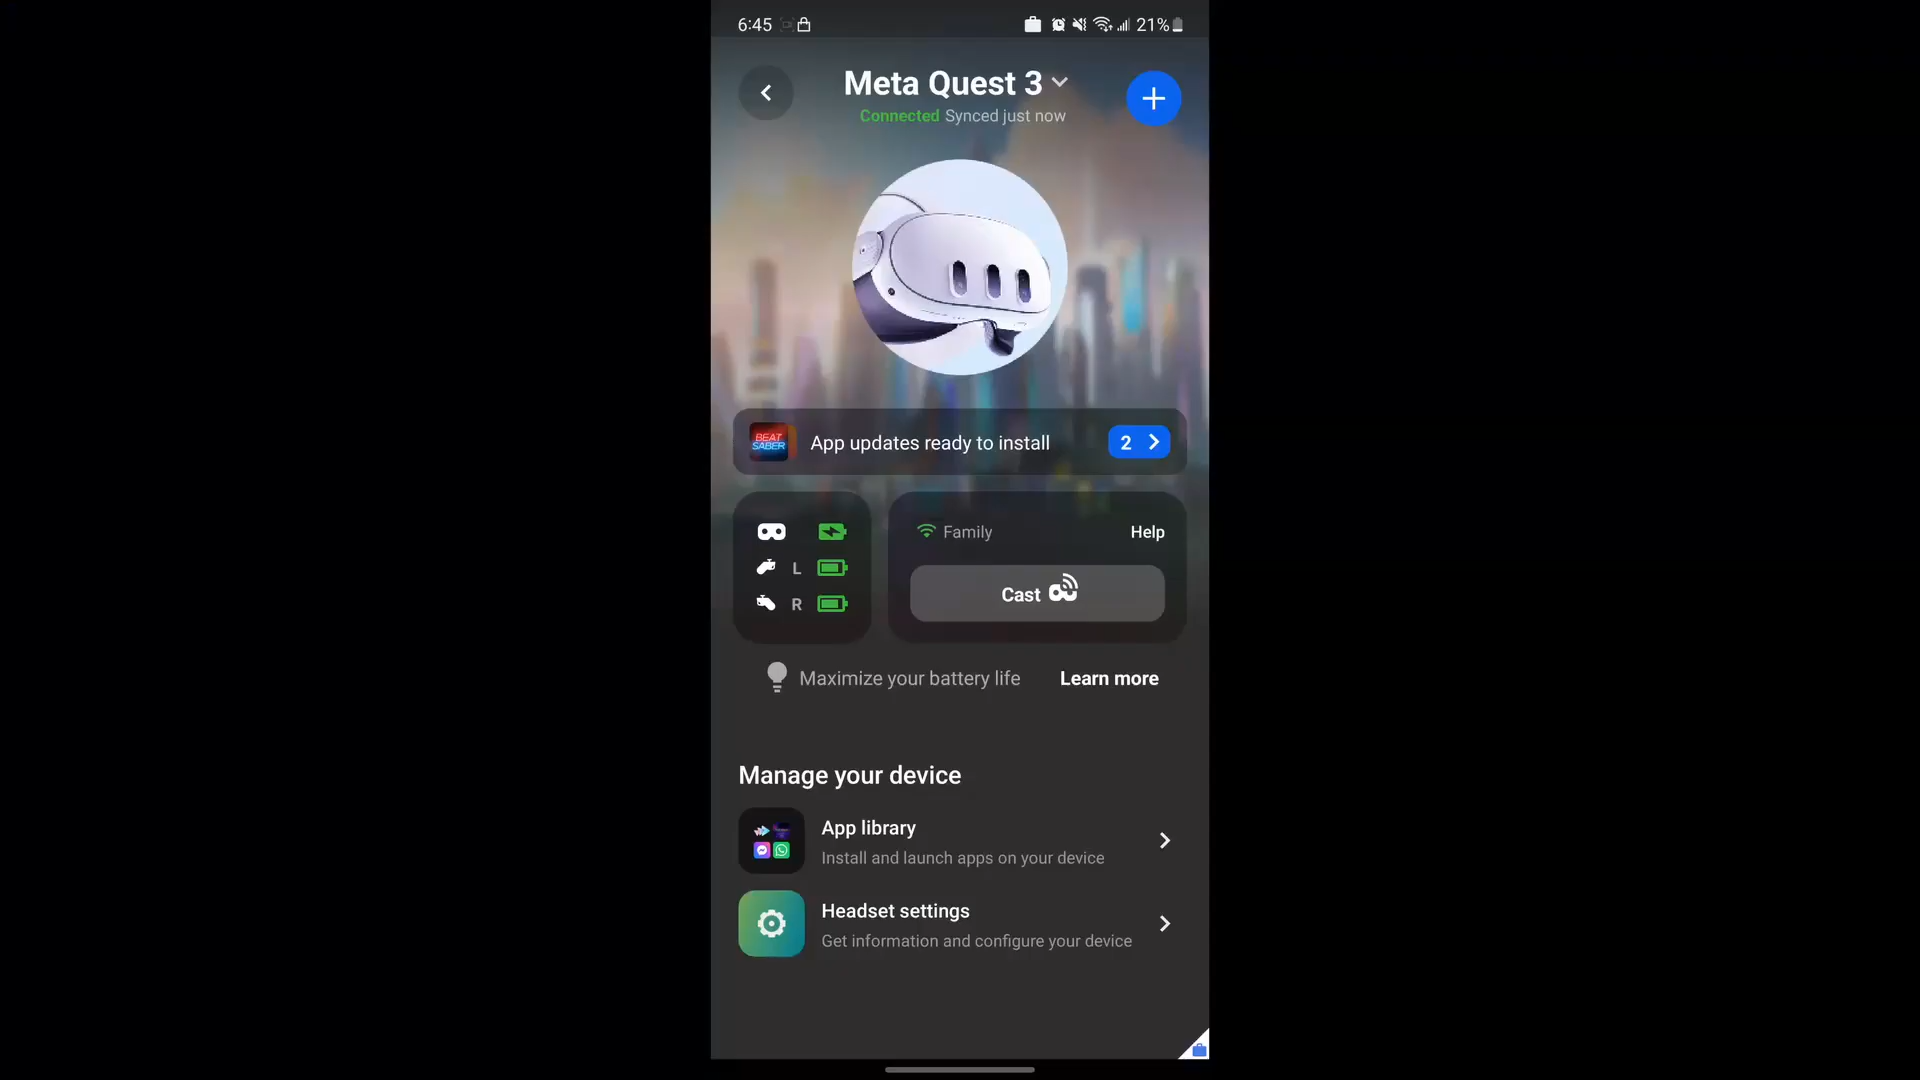 6:45
21%
Meta Quest 3
Connected Synced just now
BEAT
SABER
App updates ready to install
2
Family
Help
L
Cast
R
Maximize your battery life
Learn more
Manage your device
App library
Install and launch apps on your device
Headset settings
Get information and configure your device